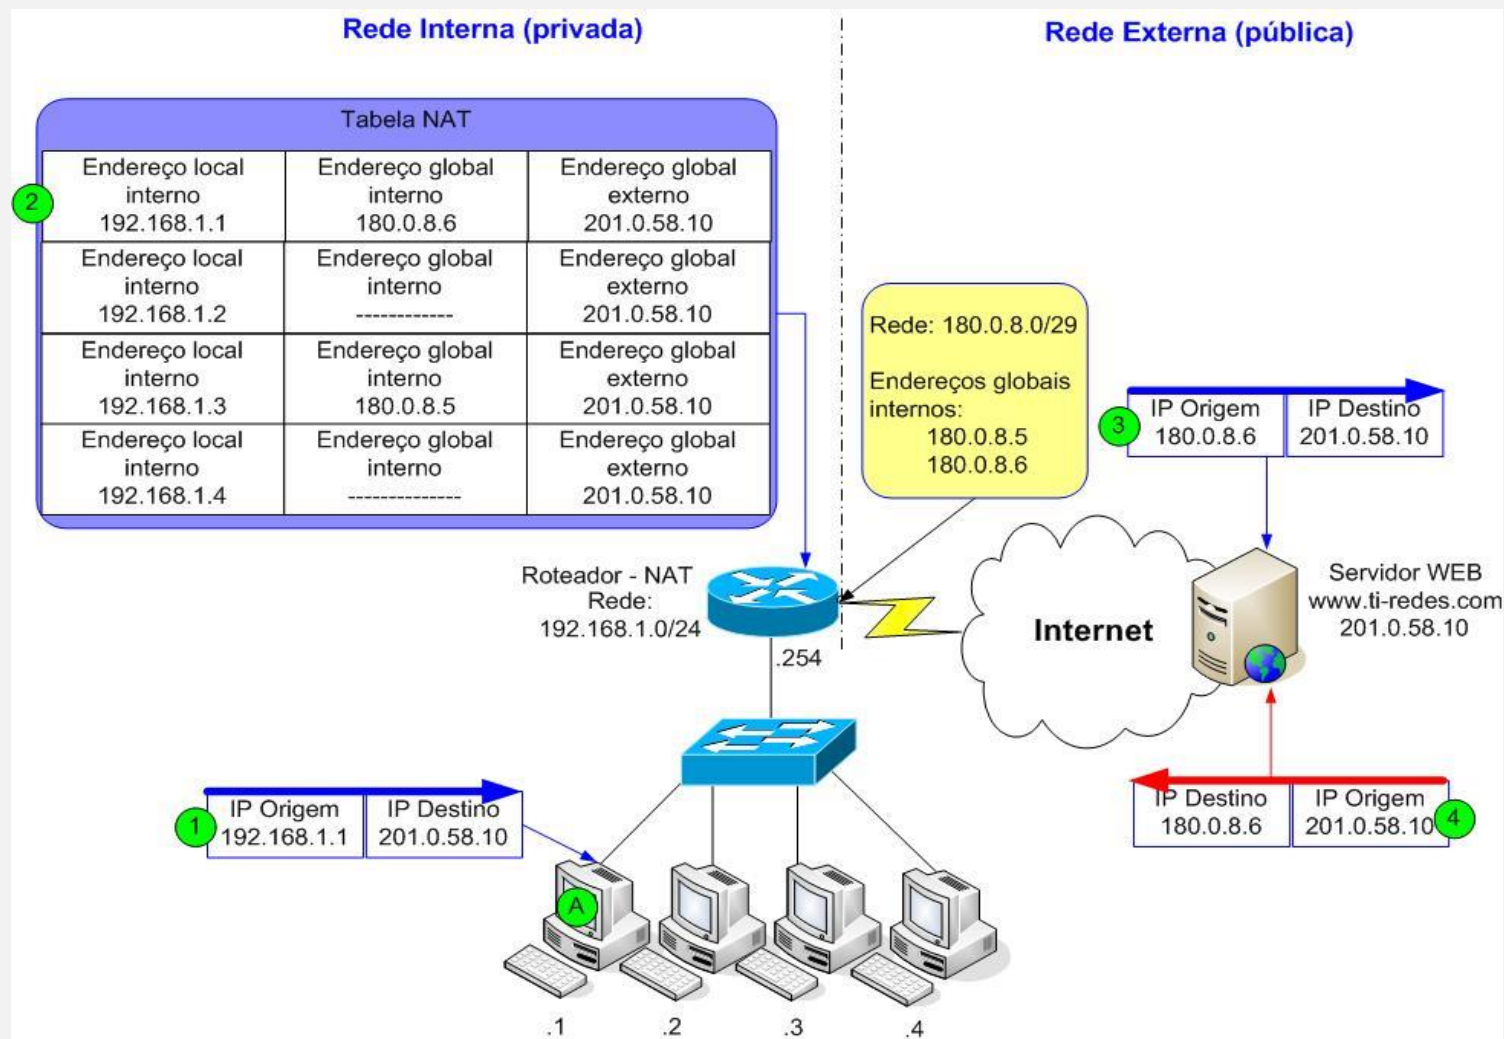 Rede Interna (privada)
Rede Externa (pública)
Tabela NAT
Endereço local
interno
192.168.1.1
Endereço global
interno
180.0.8.6
Endereço global
externo
201.0.58.10
2
Endereço local
interno
192.168.1.2
Endereço global
interno
------------
Endereço global
externo
201.0.58.10
Endereço local
interno
192.168.1.3
Endereço global
interno
180.0.8.5
Endereço global
externo
201.0.58.10
Endereço local
interno
192.168.1.4
Endereço global
interno
--------------
Endereço global
externo
201.0.58.10
Rede: 180.0.8.0/29
Endereços globais
internos:
180.0.8.5
180.0.8.6
3
IP Origem
180.0.8.6
IP Destino
201.0.58.10
Roteador - NAT
Rede:
192.168.1.0/24
.254
Internet
Servidor WEB
www.ti-redes.com
201.0.58.10
1
IP Origem
192.168.1.1
IP Destino
201.0.58.10
IP Destino
180.0.8.6
IP Origem
201.0.58.10
4
A
.1
.2
.3
.4